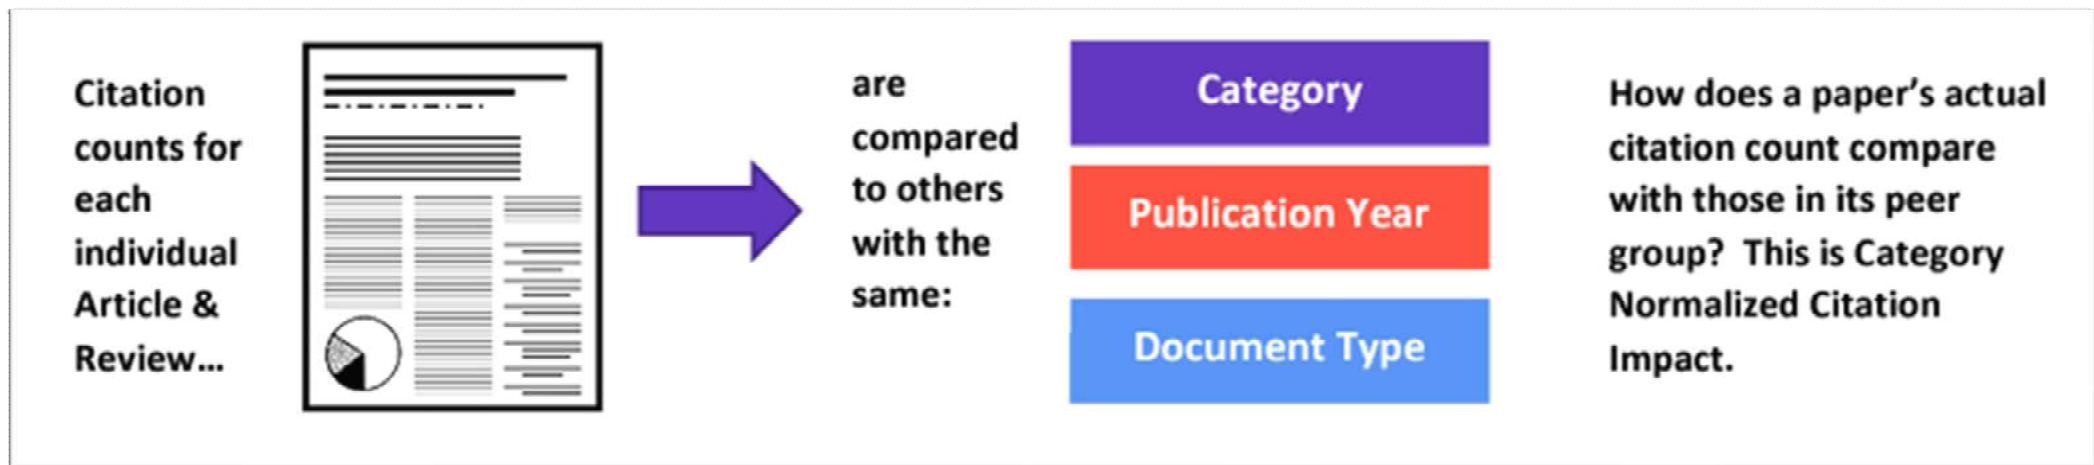 Citation
counts for
each
individual
Article &
Review...
are
compared
to others
with the
same:
Category
Publication Year
Document Type
How does a paper's actual
citation count compare
with those in its peer
group?  This is Category
Normalized Citation
Impact.